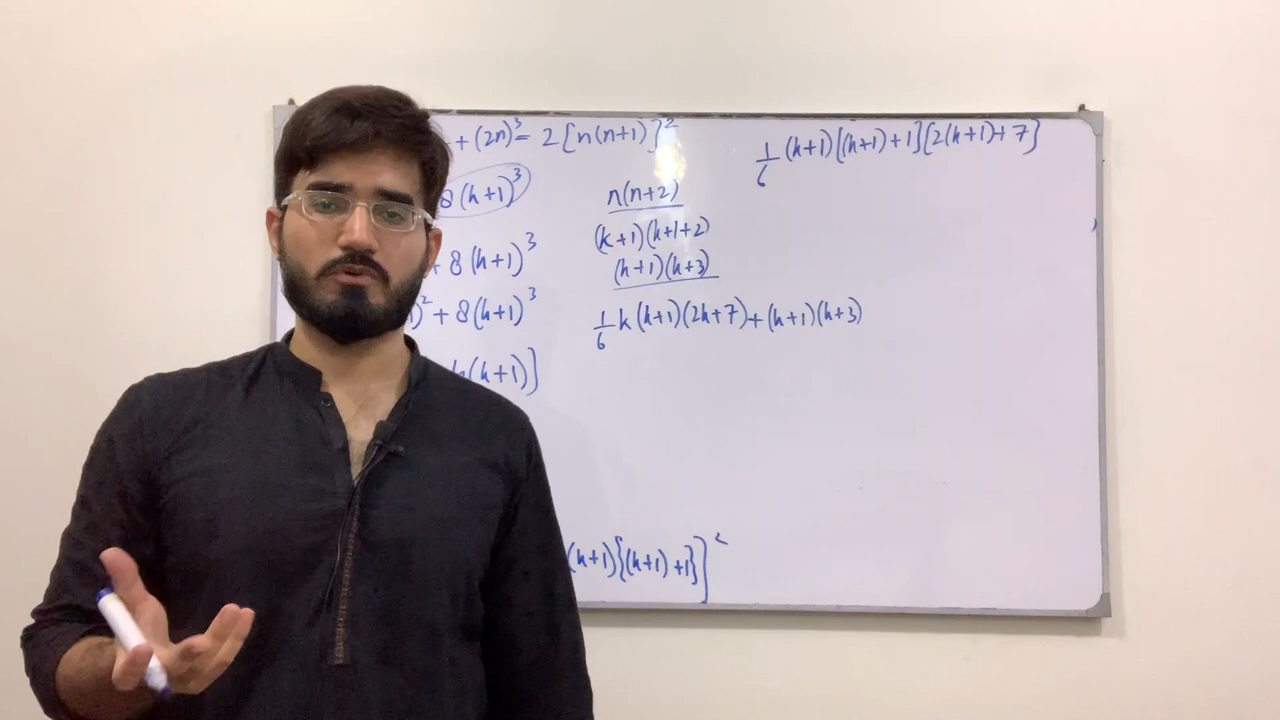 + (2n)³ = 2[n(n+1)]²
8(k+1)³
+ 8(k+1)³
)² + 8(k+1)³
k(k+1)]
n(n+2)
(k+1)(k+1+2)
(k+1)(k+3)
1/6 k(k+1)(2k+7)+(k+1)(k+3)
(k+1){(k+1)+1}]²
1/6 (k+1)[(k+1)+1][2(k+1)+7]